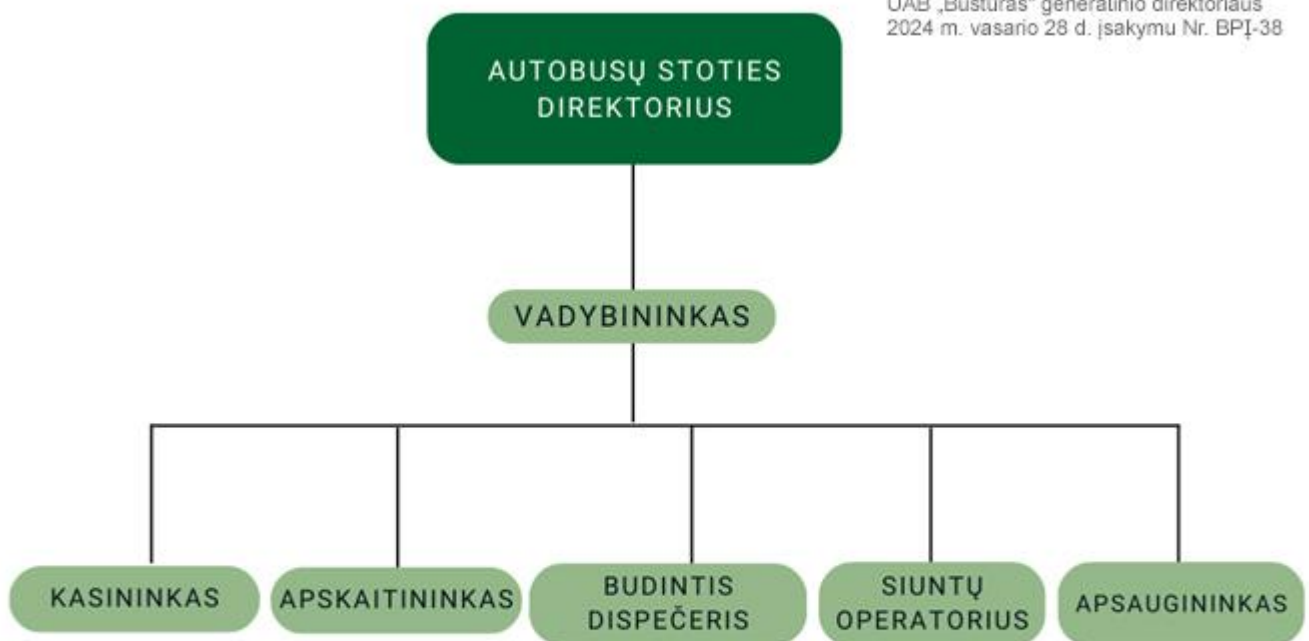 UAB „Busturas“ generalinio direktoriaus
2024 m. vasario 28 d. įsakymu Nr. BPĮ-38
AUTOBUSŲ STOTIES
DIREKTORIUS
VADYBININKAS
KASININKAS
APSKAITININKAS
BUDINTIS
DISPEČERIS
SIUNTŲ
OPERATORIUS
APSAUGININKAS